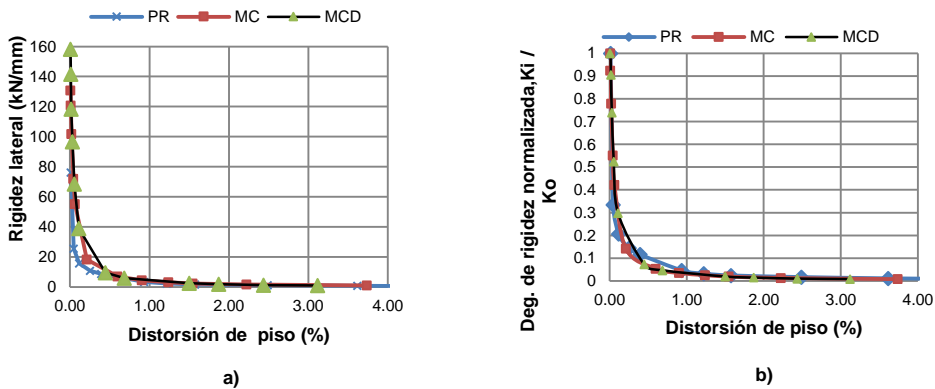 PR MC MCD
160
140
120
100
80
60
40
20
0
0.00 1.00 2.00 3.00 4.00
Rigidez lateral (kN/mm)
Distorsión de piso (%)
a)
PR MC MCD
1
0.9
0.8
0.7
0.6
0.5
0.4
0.3
0.2
0.1
0
0.00 1.00 2.00 3.00 4.00
Deg. de rigidez normalizada,Ki /
Ko
Distorsión de piso (%)
b)